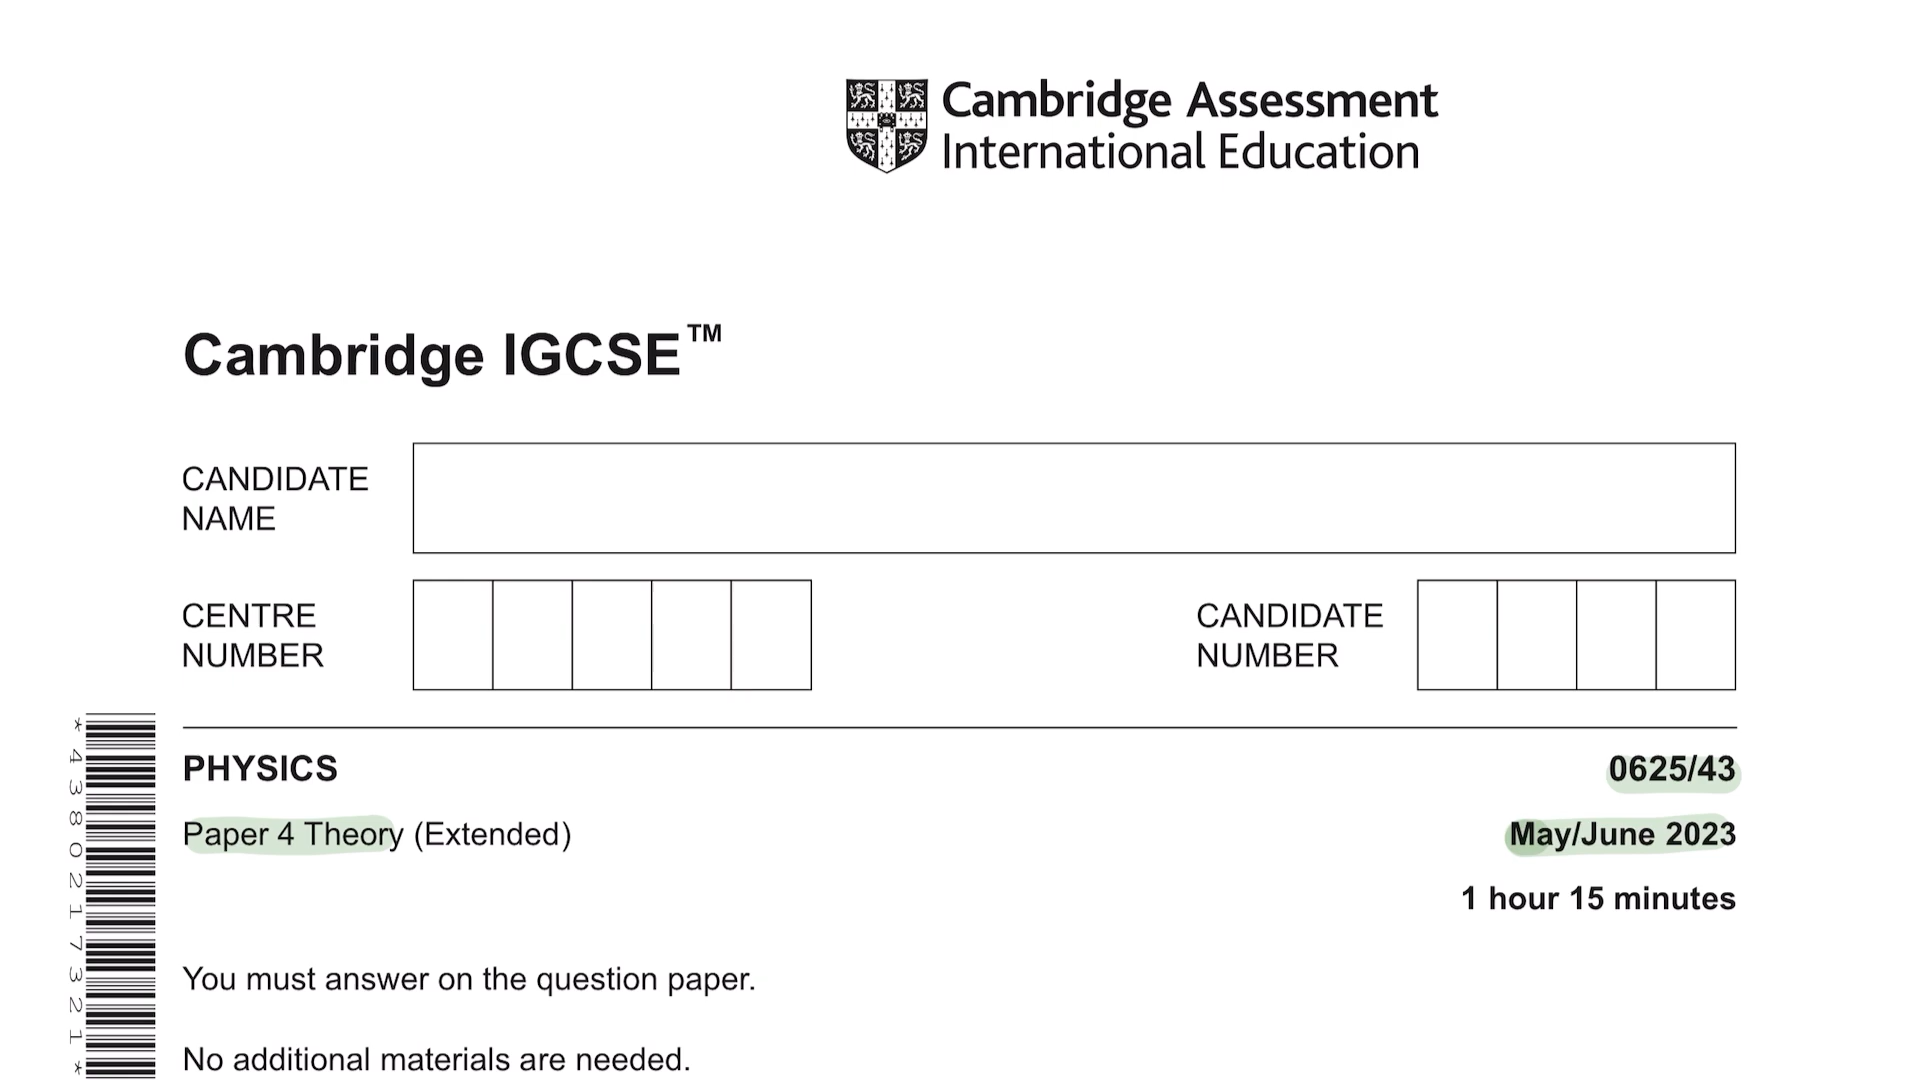 Cambridge Assessment
International Education
Cambridge IGCSE™
CANDIDATE
NAME
CENTRE
NUMBER
CANDIDATE
NUMBER
PHYSICS
0625/43
Paper 4 Theory (Extended)
May/June 2023
1 hour 15 minutes
You must answer on the question paper.
No additional materials are needed.
*4380217321*